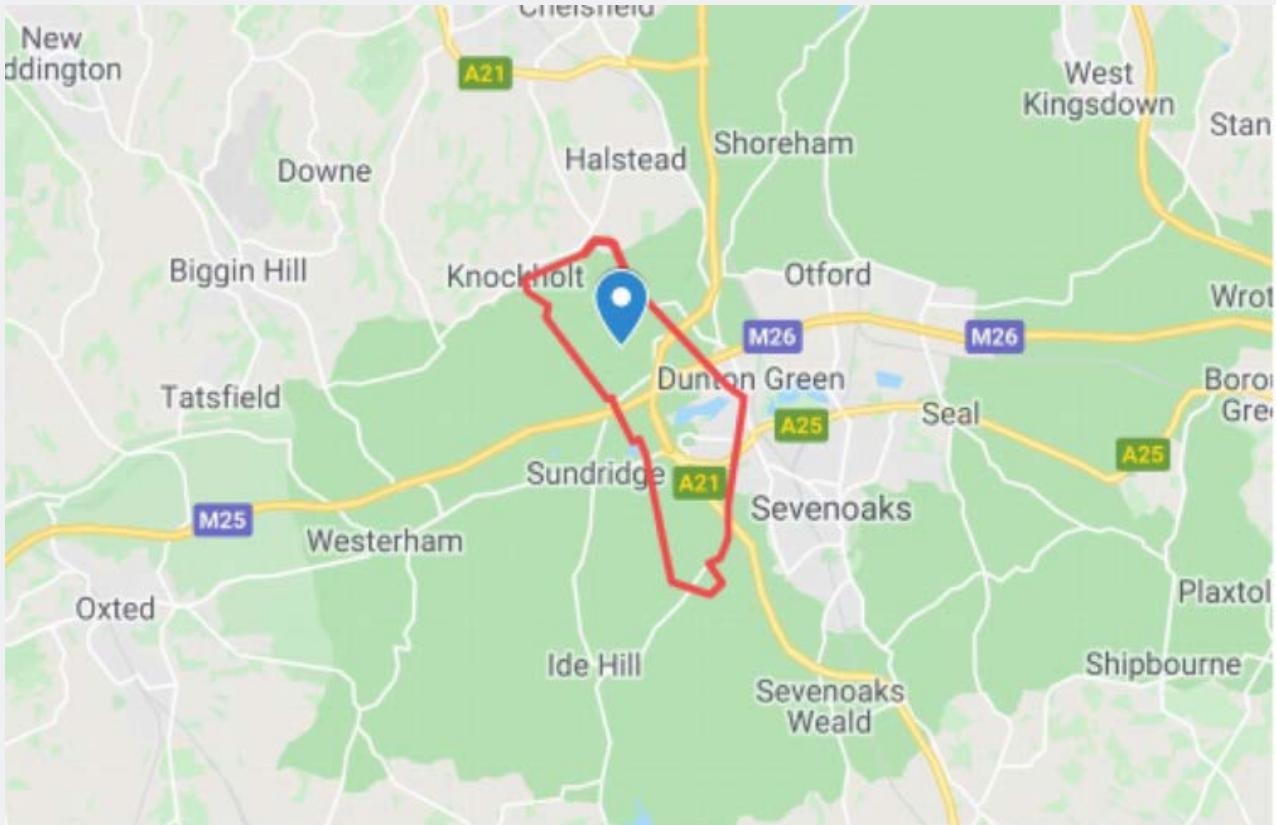 Chelsfield
New
ddington
A21
West
Kingsdown
Stan
Shoreham
Halstead
Downe
Biggin Hill
Knockholt
Otford
Wrot
M26
M26
Dunton Green
Tatsfield
Boro
Gree
Seal
A25
A25
Sundridge
A21
Sevenoaks
M25
Westerham
Oxted
Plaxtol
Ide Hill
Shipbourne
Sevenoaks
Weald